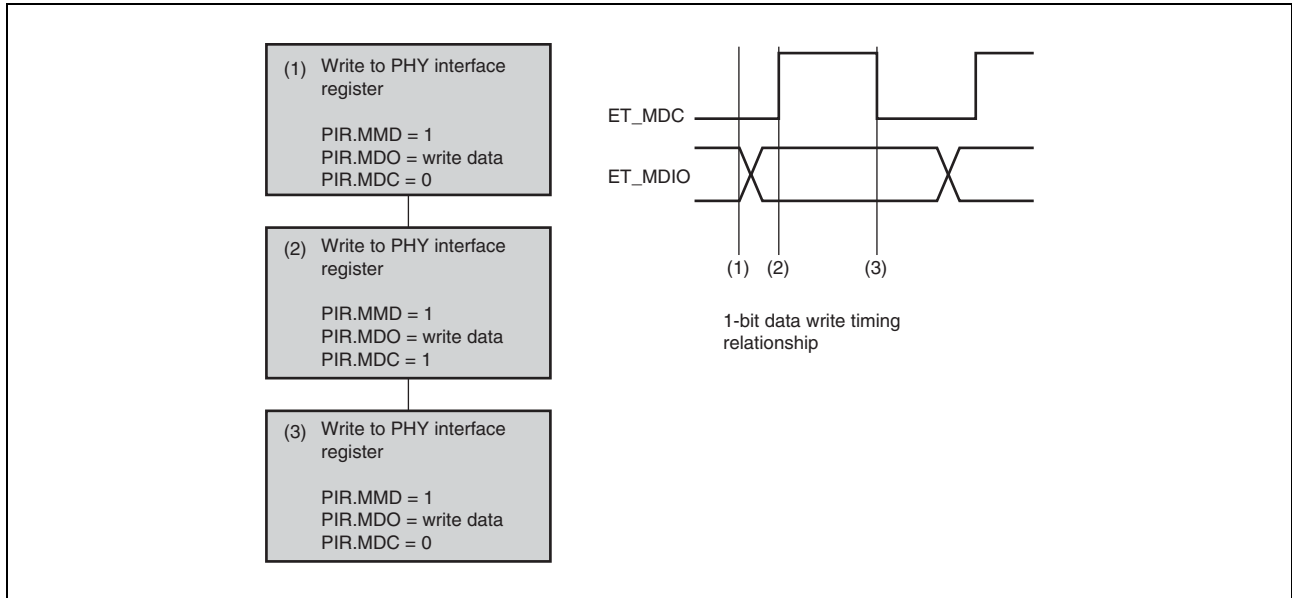 (1) Write to PHY interface
register
PIR.MMD = 1
PIR.MDO = write data
PIR.MDC = 0
(2) Write to PHY interface
register
PIR.MMD = 1
PIR.MDO = write data
PIR.MDC = 1
(3) Write to PHY interface
register
PIR.MMD = 1
PIR.MDO = write data
PIR.MDC = 0
ET_MDC
ET_MDIO
(1) (2) (3)
1-bit data write timing
relationship